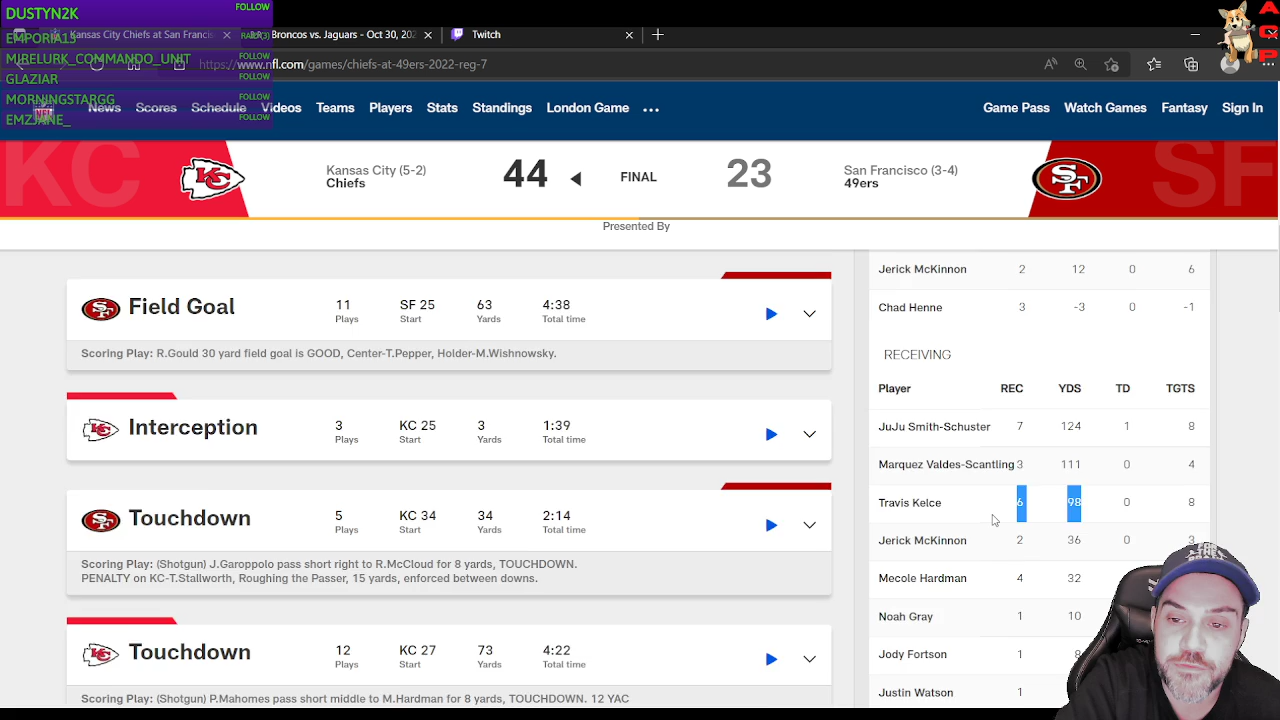 DUSTYN2K
FOLLOW
EMPORIA13
RAID(3)
MIRELURK_COMMANDO_UNIT
FOLLOW
GLAZIAR
FOLLOW
MORNINGSTARGG
FOLLOW
EMZJANE_
FOLLOW
Kansas City Chiefs at San Francis
Broncos vs. Jaguars - Oct 30, 202
Twitch
https://www.nfl.com/games/chiefs-at-49ers-2022-reg-7
A
C
P
NFL
News Scores Schedule Videos Teams Players Stats Standings London Game ...
Game Pass Watch Games Fantasy Sign In
KC
Kansas City (5-2)
Chiefs
44
FINAL
23
San Francisco (3-4)
49ers
SF
SF
Presented By
Field Goal
11 SF 25 63 4:38
Plays Start Yards Total time
Scoring Play: R.Gould 30 yard field goal is GOOD, Center-T.Pepper, Holder-M.Wishnowsky.
Interception
3 KC 25 3 1:39
Plays Start Yards Total time
Touchdown
5 KC 34 34 2:14
Plays Start Yards Total time
Scoring Play: (Shotgun) J.Garoppolo pass short right to R.McCloud for 8 yards, TOUCHDOWN.
PENALTY on KC-T.Stallworth, Roughing the Passer, 15 yards, enforced between downs.
Touchdown
12 KC 27 73 4:22
Plays Start Yards Total time
Scoring Play: (Shotgun) P.Mahomes pass short middle to M.Hardman for 8 yards, TOUCHDOWN. 12 YAC
Jerick McKinnon 2 12 0 6
Chad Henne 3 -3 0 -1
RECEIVING
Player REC YDS TD TGTS
JuJu Smith-Schuster 7 124 1 8
Marquez Valdes-Scantling 3 111 0 4
Travis Kelce 6 98 0 8
Jerick McKinnon 2 36 0 3
Mecole Hardman 4 32
Noah Gray 1 10
Jody Fortson 1 8
Justin Watson 1